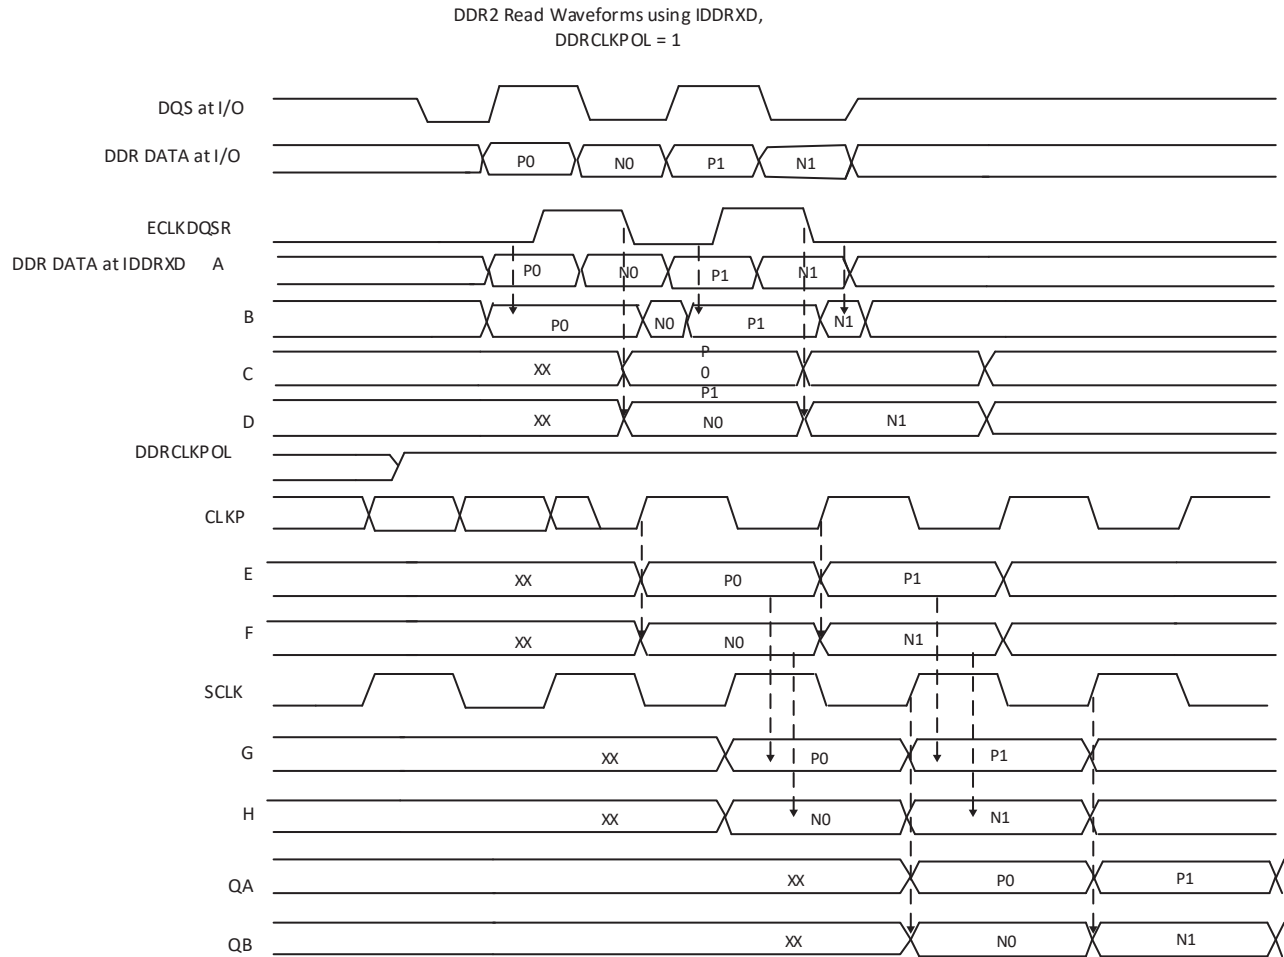 DDR2 Read Waveforms using IDDRXD,
DDRCLKPOL = 1
DQS at I/O
DDR DATA at I/O
P0 N0 P1 N1
ECLKDQSR
DDR DATA at IDDRXD A
P0 N0 P1 N1
B
P0 N0 P1 N1
C
XX
P
0
P1
D
XX N0 N1
DDRCLKPOL
CLKP
E
XX P0 P1
F
XX N0 N1
SCLK
G
XX P0 P1
H
XX N0 N1
QA
XX P0 P1
QB
XX N0 N1